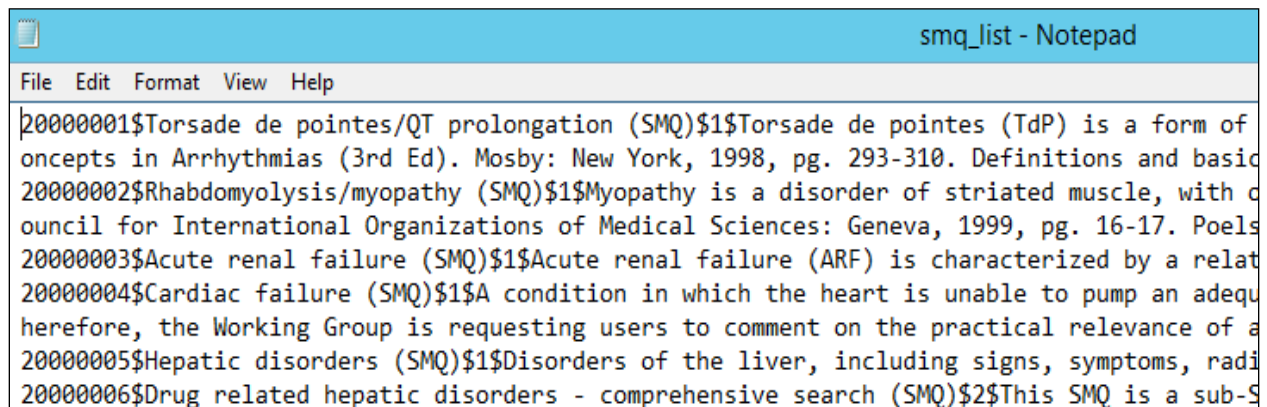 smq_list - Notepad
File Edit Format View Help
20000001$Torsade de pointes/QT prolongation (SMQ)$1$Torsade de pointes (TdP) is a form of
oncepts in Arrhythmias (3rd Ed). Mosby: New York, 1998, pg. 293-310. Definitions and basic
20000002$Rhabdomyolysis/myopathy (SMQ)$1$Myopathy is a disorder of striated muscle, with
ouncil for International Organizations of Medical Sciences: Geneva, 1999, pg. 16-17. Poels
20000003$Acute renal failure (SMQ)$1$Acute renal failure (ARF) is characterized by a relat
20000004$Cardiac failure (SMQ)$1$A condition in which the heart is unable to pump an adequ
herefore, the Working Group is requesting users to comment on the practical relevance of a
20000005$Hepatic disorders (SMQ)$1$Disorders of the liver, including signs, symptoms, radi
20000006$Drug related hepatic disorders - comprehensive search (SMQ)$2$This SMQ is a sub-S